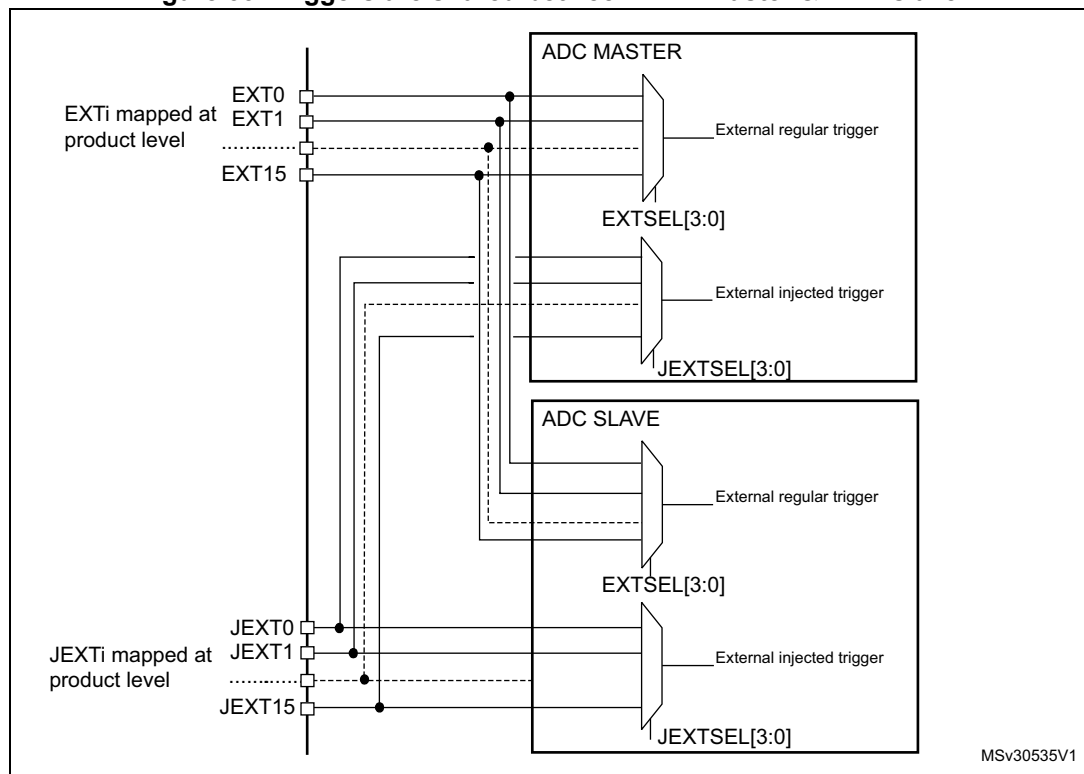 ADC MASTER
EXT0
EXTi mapped at
product level
EXT1
EXT15
External regular trigger
EXTSEL[3:0]
External injected trigger
JEXTSEL[3:0]
ADC SLAVE
External regular trigger
EXTSEL[3:0]
JEXT0
JEXTi mapped at
product level
JEXT1
JEXT15
External injected trigger
JEXTSEL[3:0]
MSv30535V1